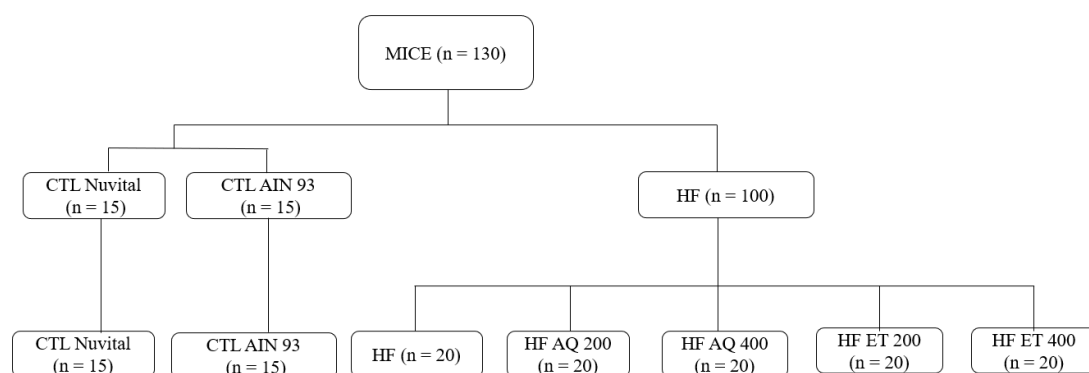 MICE (n = 130)
CTL Nuvital
(n = 15)
CTL AIN 93
(n = 15)
HF (n = 100)
CTL Nuvital
(n = 15)
CTL AIN 93
(n = 15)
HF (n = 20)
HF AQ 200
(n = 20)
HF AQ 400
(n = 20)
HF ET 200
(n = 20)
HF ET 400
(n = 20)